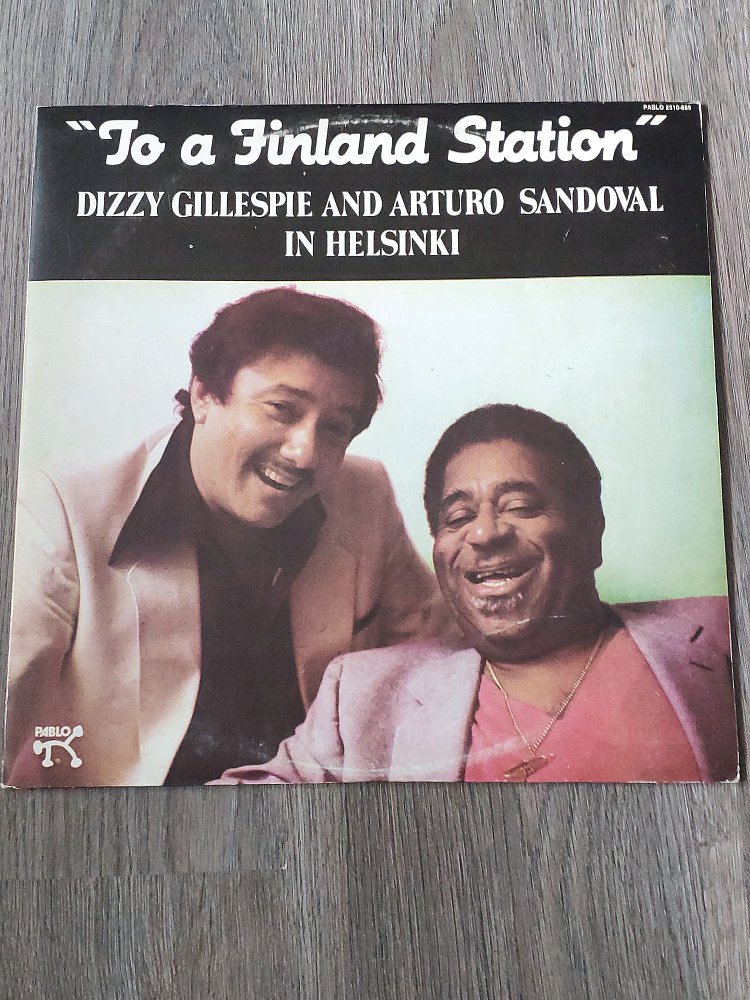 PABLO 2310-889
"To a Finland Station"
DIZZY GILLESPIE AND ARTURO SANDOVAL
IN HELSINKI
PABLO